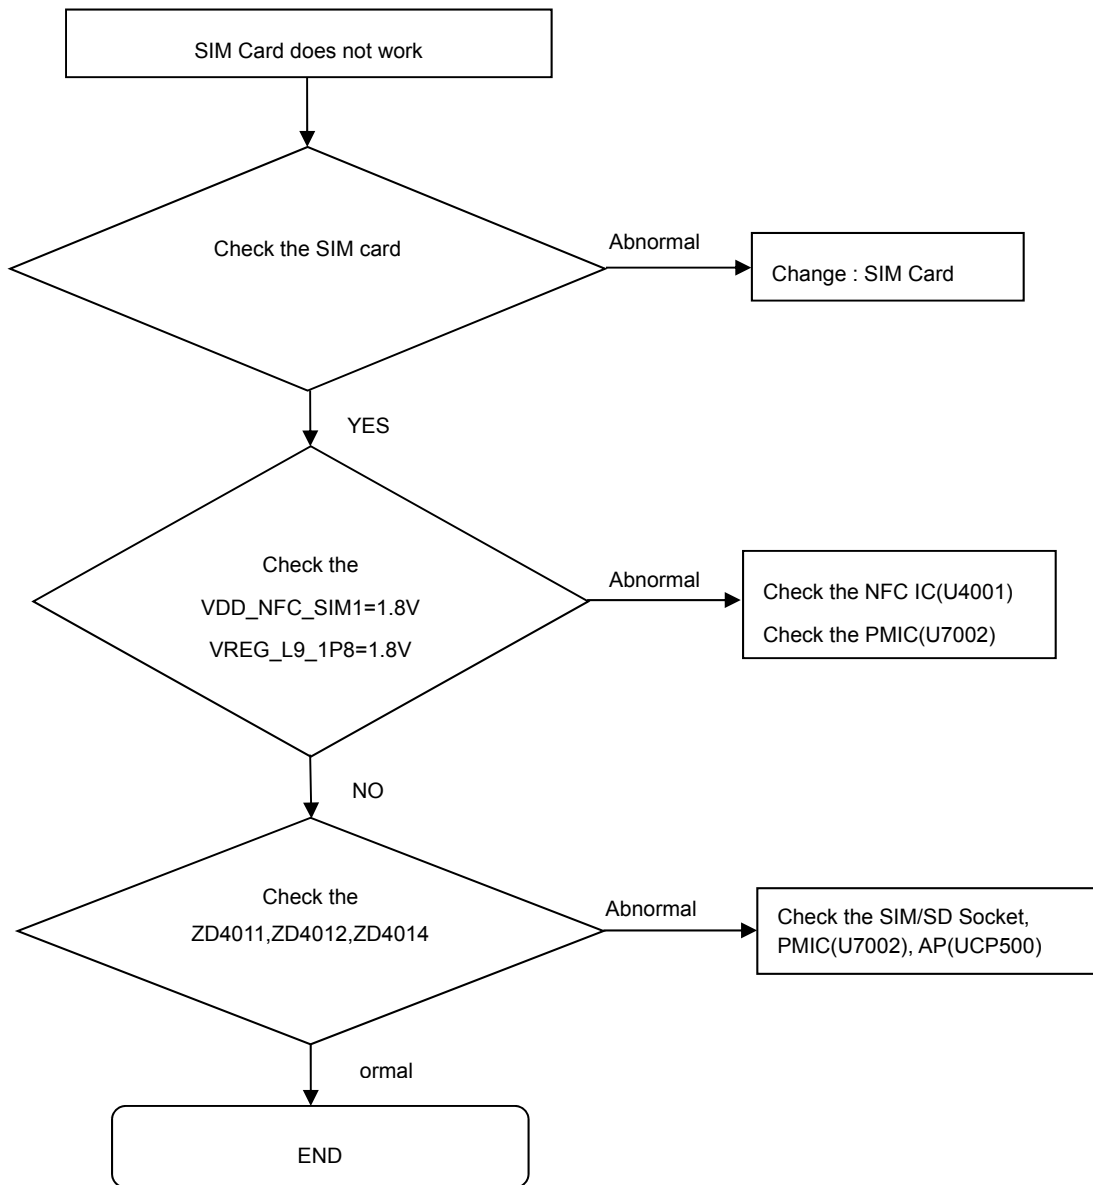 SIM Card does not work
Check the SIM card
Abnormal
Change : SIM Card
YES
Check the
VDD_NFC_SIM1=1.8V
VREG_L9_1P8=1.8V
Abnormal
Check the NFC IC(U4001)
Check the PMIC(U7002)
NO
Check the
ZD4011,ZD4012,ZD4014
Abnormal
Check the SIM/SD Socket,
PMIC(U7002), AP(UCP500)
ormal
END